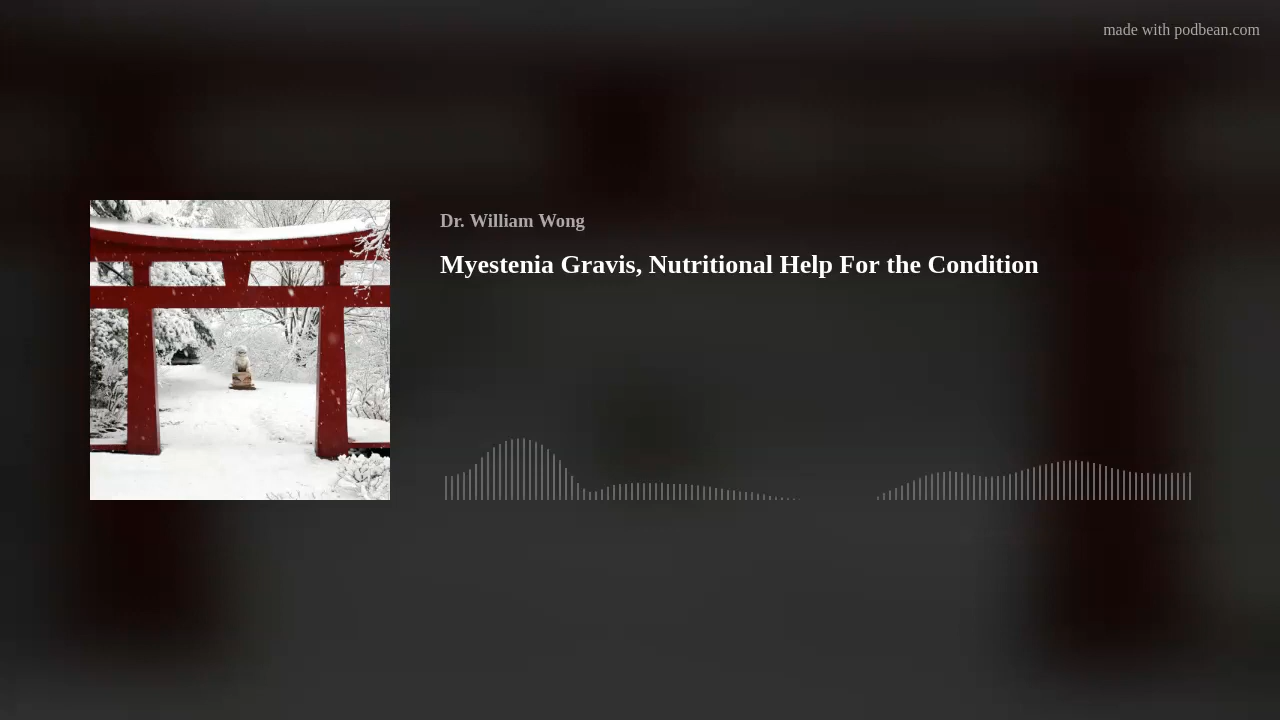 made with podbean.com
Dr. William Wong
Myestenia Gravis, Nutritional Help For the Condition